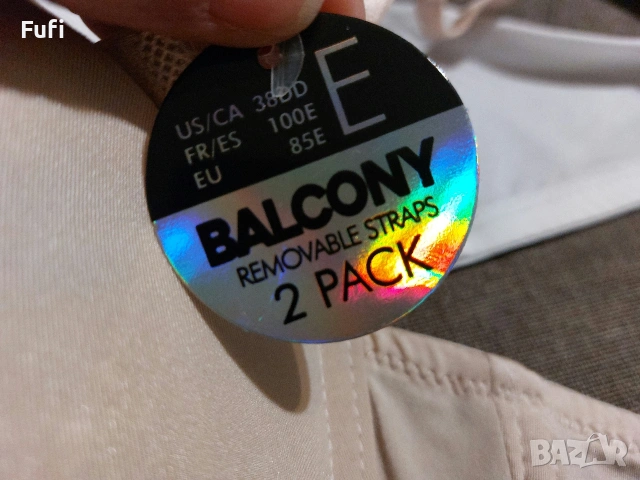 Fufi
E
US/CA 38DD
FR/ES 100E
EU 85E
BALCONY
REMOVABLE STRAPS
2 PACK
BAZAR